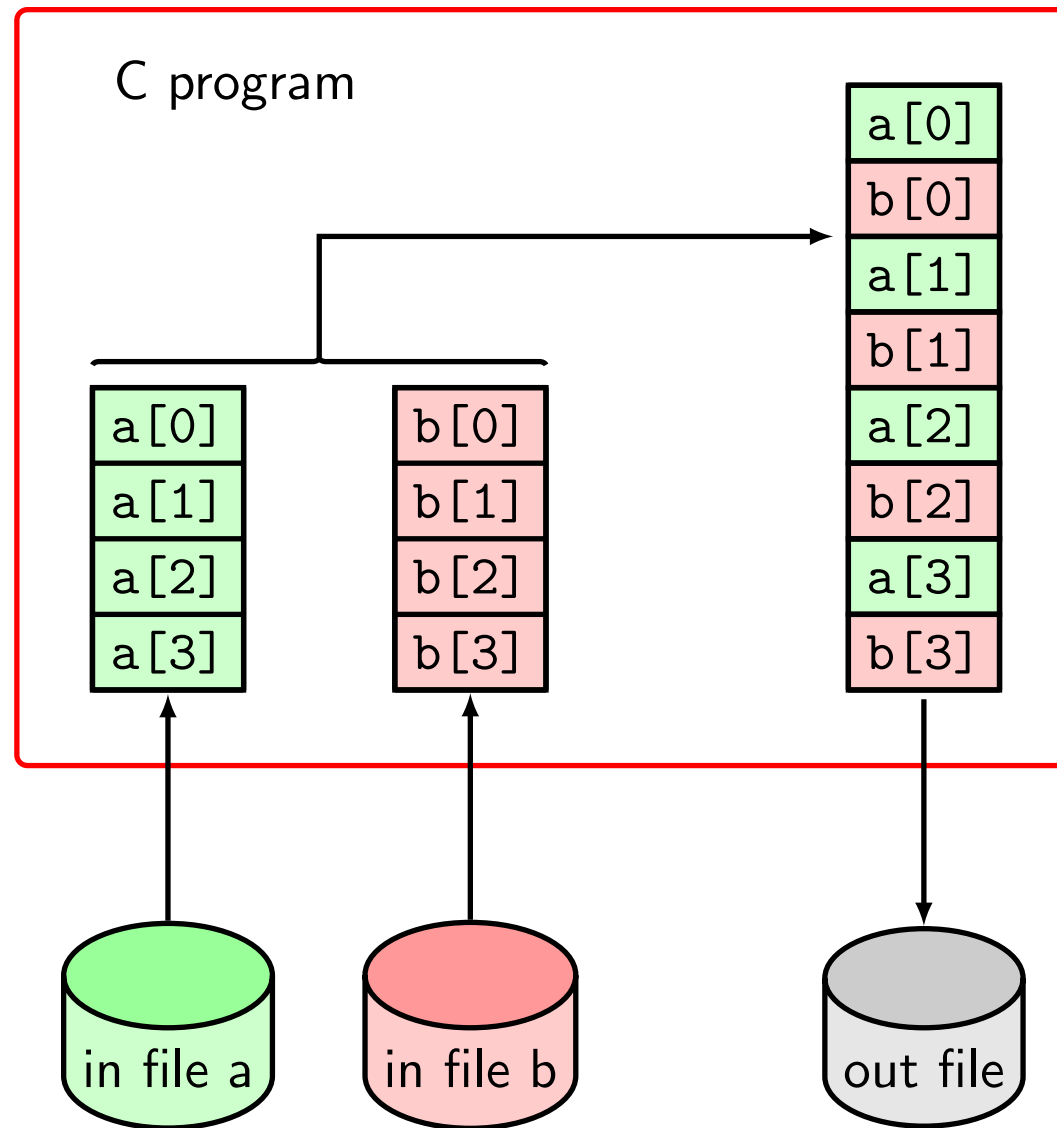 C program
a[0]
b[0]
a[1]
b[1]
a[2]
b[2]
a[3]
b[3]
a[0]
a[1]
a[2]
a[3]
b[0]
b[1]
b[2]
b[3]
in file a
in file b
out file